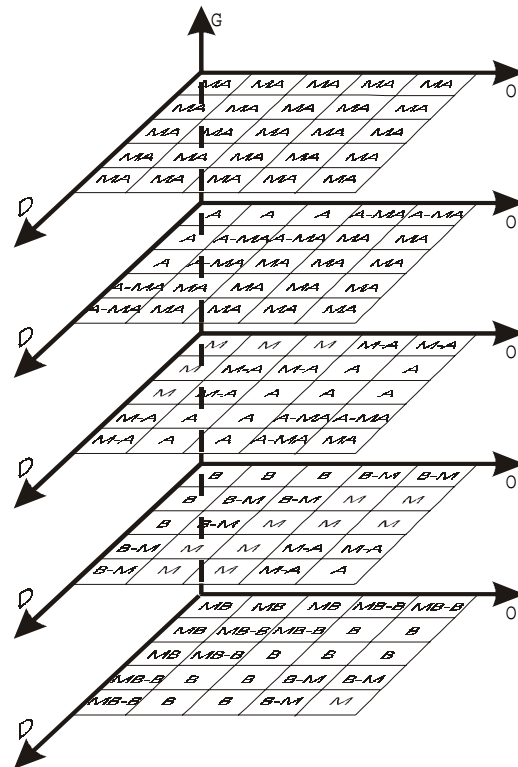 G
MA MA MA MA MA
O
MA MA MA MA MA
MA MA MA MA MA
MA MA MA MA MA
MA MA MA MA MA
D
A A A A-MA A-MA
O
A A-MA A-MA MA MA
A A-MA MA MA MA
A-MA MA MA MA MA
A-MA MA MA MA MA
D
M M M M-A M-A
O
M M-A M-A A A
M M-A A A A
M-A A A A-MA A-MA
M-A A A A-MA MA
D
B B B B-M B-M
O
B B-M B-M M M
B B-M M M M
B-M M M M-A M-A
B-M M M M-A A
D
MB MB MB MB-B MB-B
O
MB MB-B MB-B B B
MB MB-B B B B
MB-B B B B-M B-M
MB-B B B B-M M
D